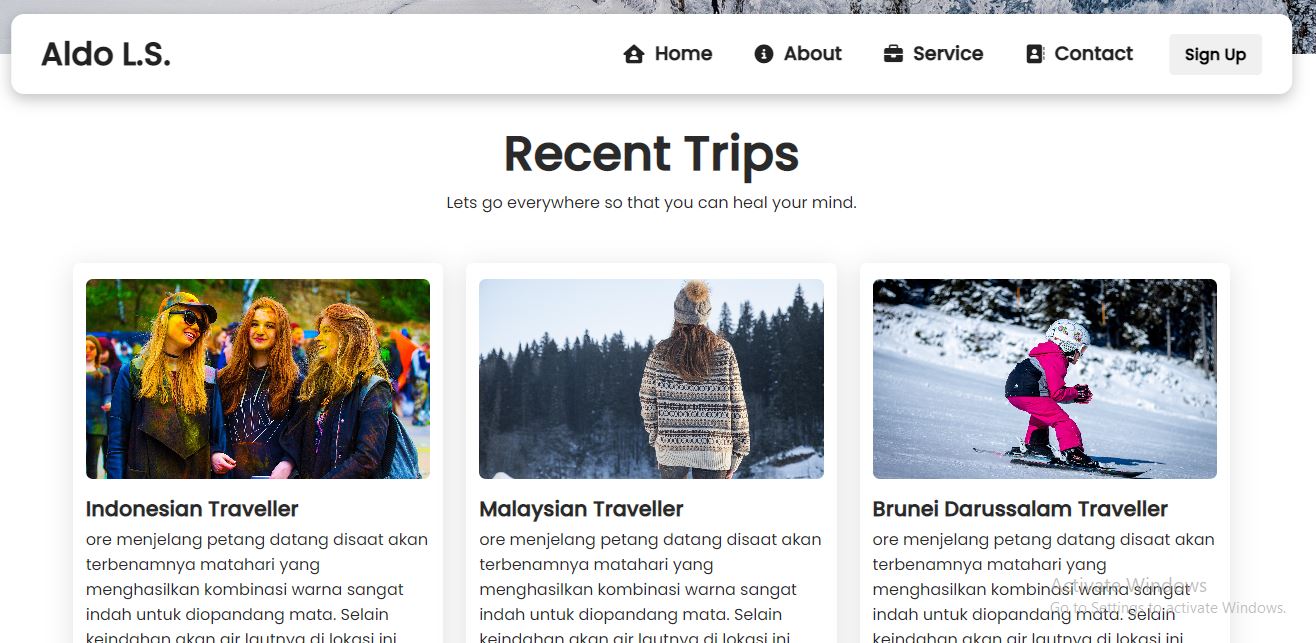 Aldo L.S.
Home
About
Service
Contact
Sign Up
Recent Trips
Lets go everywhere so that you can heal your mind.
Indonesian Traveller
ore menjelang petang datang disaat akan
terbenamnya matahari yang
menghasilkan kombinasi warna sangat
indah untuk diopandang mata. Selain
keindahan akan air lautnya di lokasi ini
Malaysian Traveller
ore menjelang petang datang disaat akan
terbenamnya matahari yang
menghasilkan kombinasi warna sangat
indah untuk diopandang mata. Selain
keindahan akan air lautnya di lokasi ini
Brunei Darussalam Traveller
ore menjelang petang datang disaat akan
terbenamnya matahari yang
menghasilkan kombinasi warna sangat
indah untuk diopandang mata. Selain
keindahan akan air lautnya di lokasi ini
Activate Windows
Go to Settings to activate Windows.